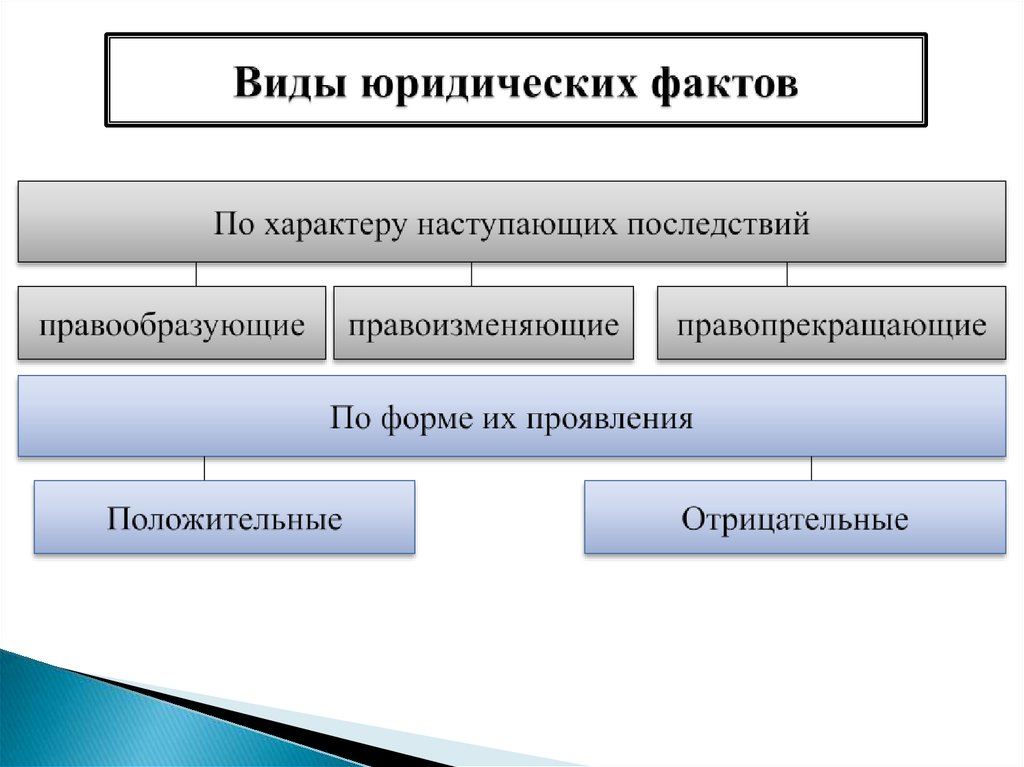 Виды юридических фактов
По характеру наступающих последствий
правообразующие
правоизменяющие
правопрекращающие
По форме их проявления
Положительные
Отрицательные